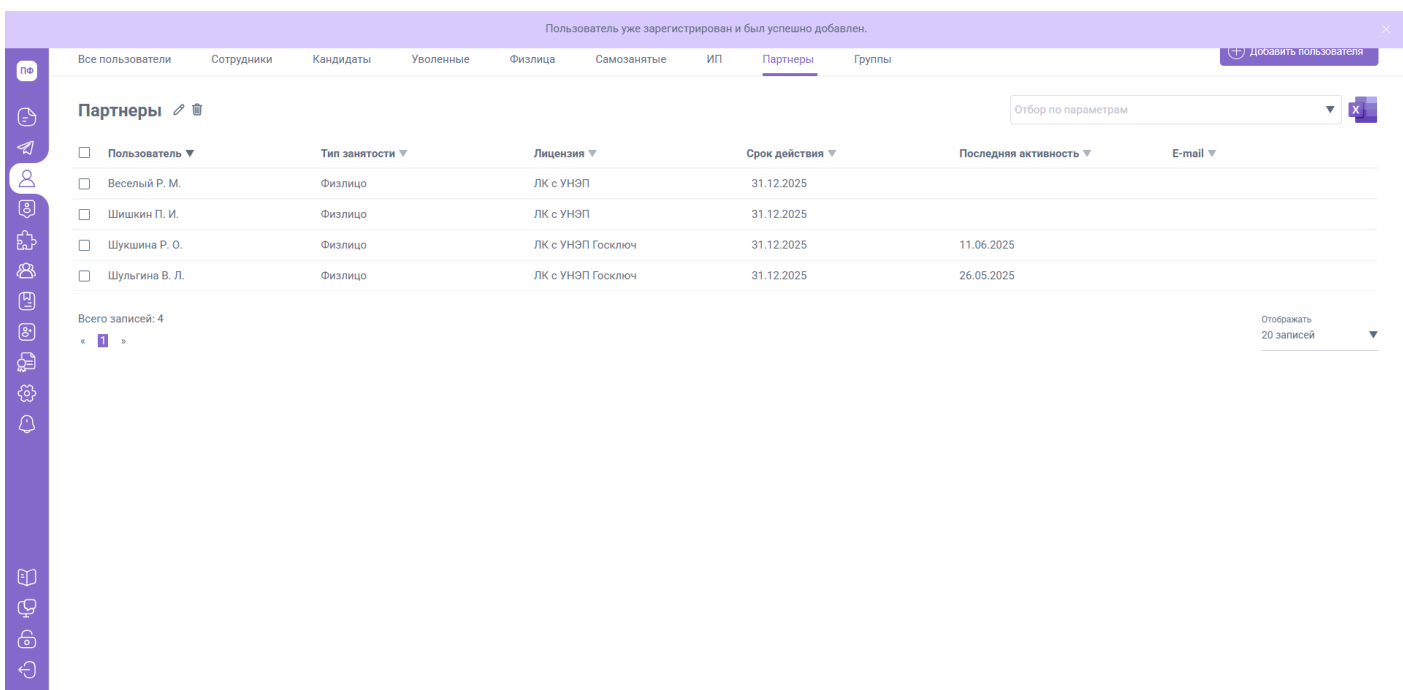 Пользователь уже зарегистрирован и был успешно добавлен.
ПФ
Все пользователи Сотрудники Кандидаты Уволенные Физлица Самозанятые ИП Партнеры Группы Добавить пользователя
Партнеры Отбор по параметрам
Пользователь Тип занятости Лицензия Срок действия Последняя активность E-mail
Веселый Р. М. Физлицо ЛК с УНЭП 31.12.2025
Шишкин П. И. Физлицо ЛК с УНЭП 31.12.2025
Шукшина Р. О. Физлицо ЛК с УНЭП Госключ 31.12.2025 11.06.2025
Шульгина В. Л. Физлицо ЛК с УНЭП Госключ 31.12.2025 26.05.2025
Всего записей: 4
« 1 »
Отображать
20 записей